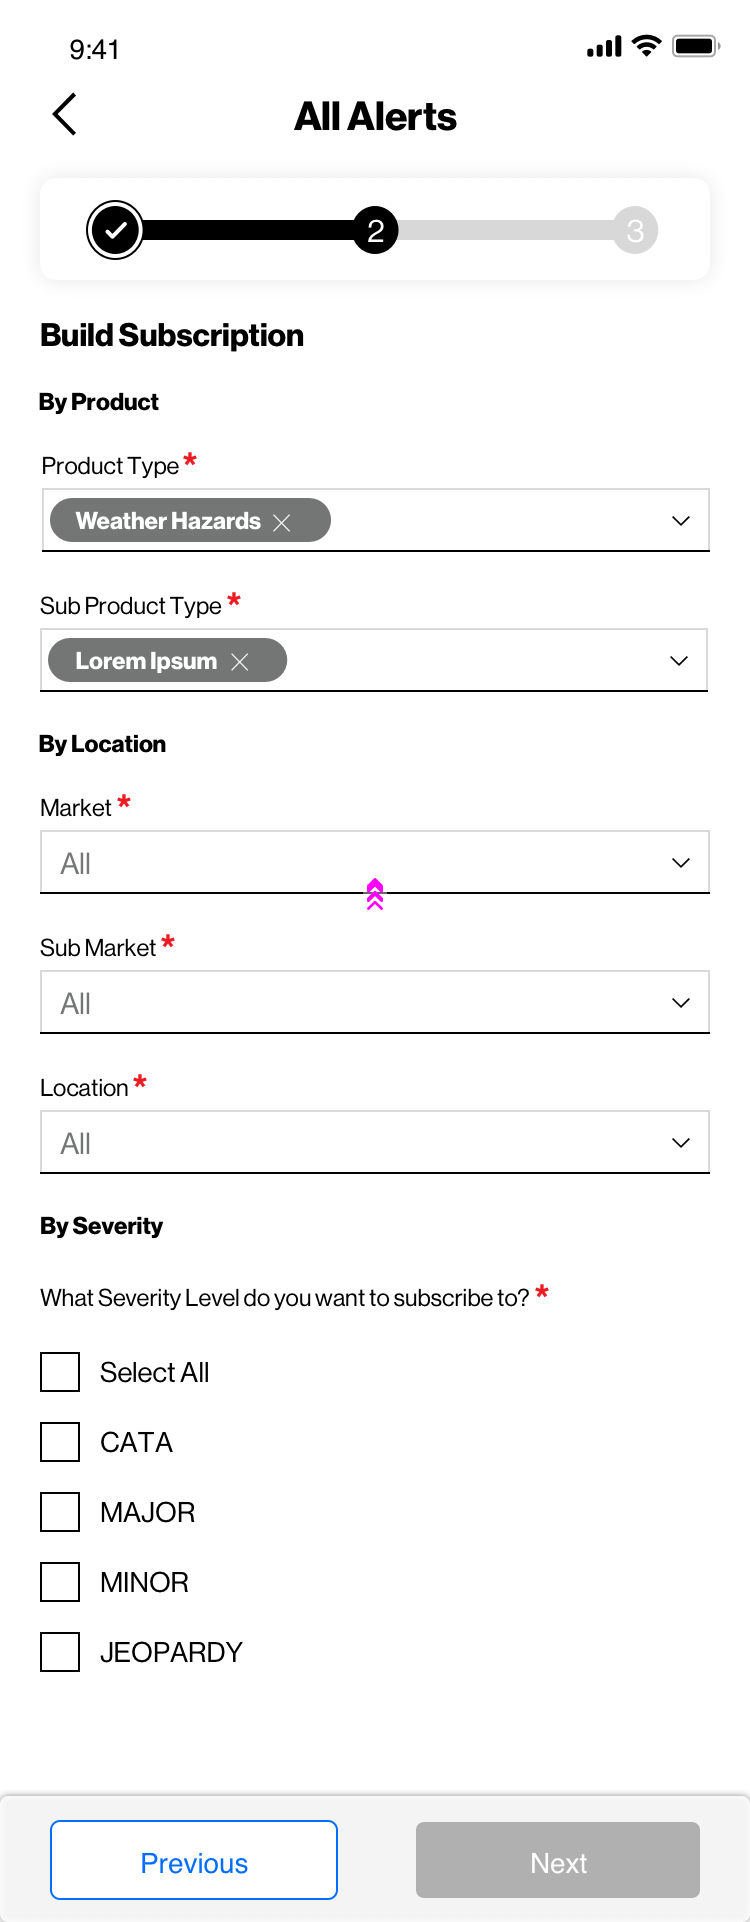 9:41
All Alerts
2
3
Build Subscription
By Product
Product Type *
Weather Hazards
Sub Product Type *
Lorem Ipsum
By Location
Market *
All
Sub Market *
All
Location *
All
By Severity
What Severity Level do you want to subscribe to? *
Select All
CATA
MAJOR
MINOR
JEOPARDY
Previous
Next